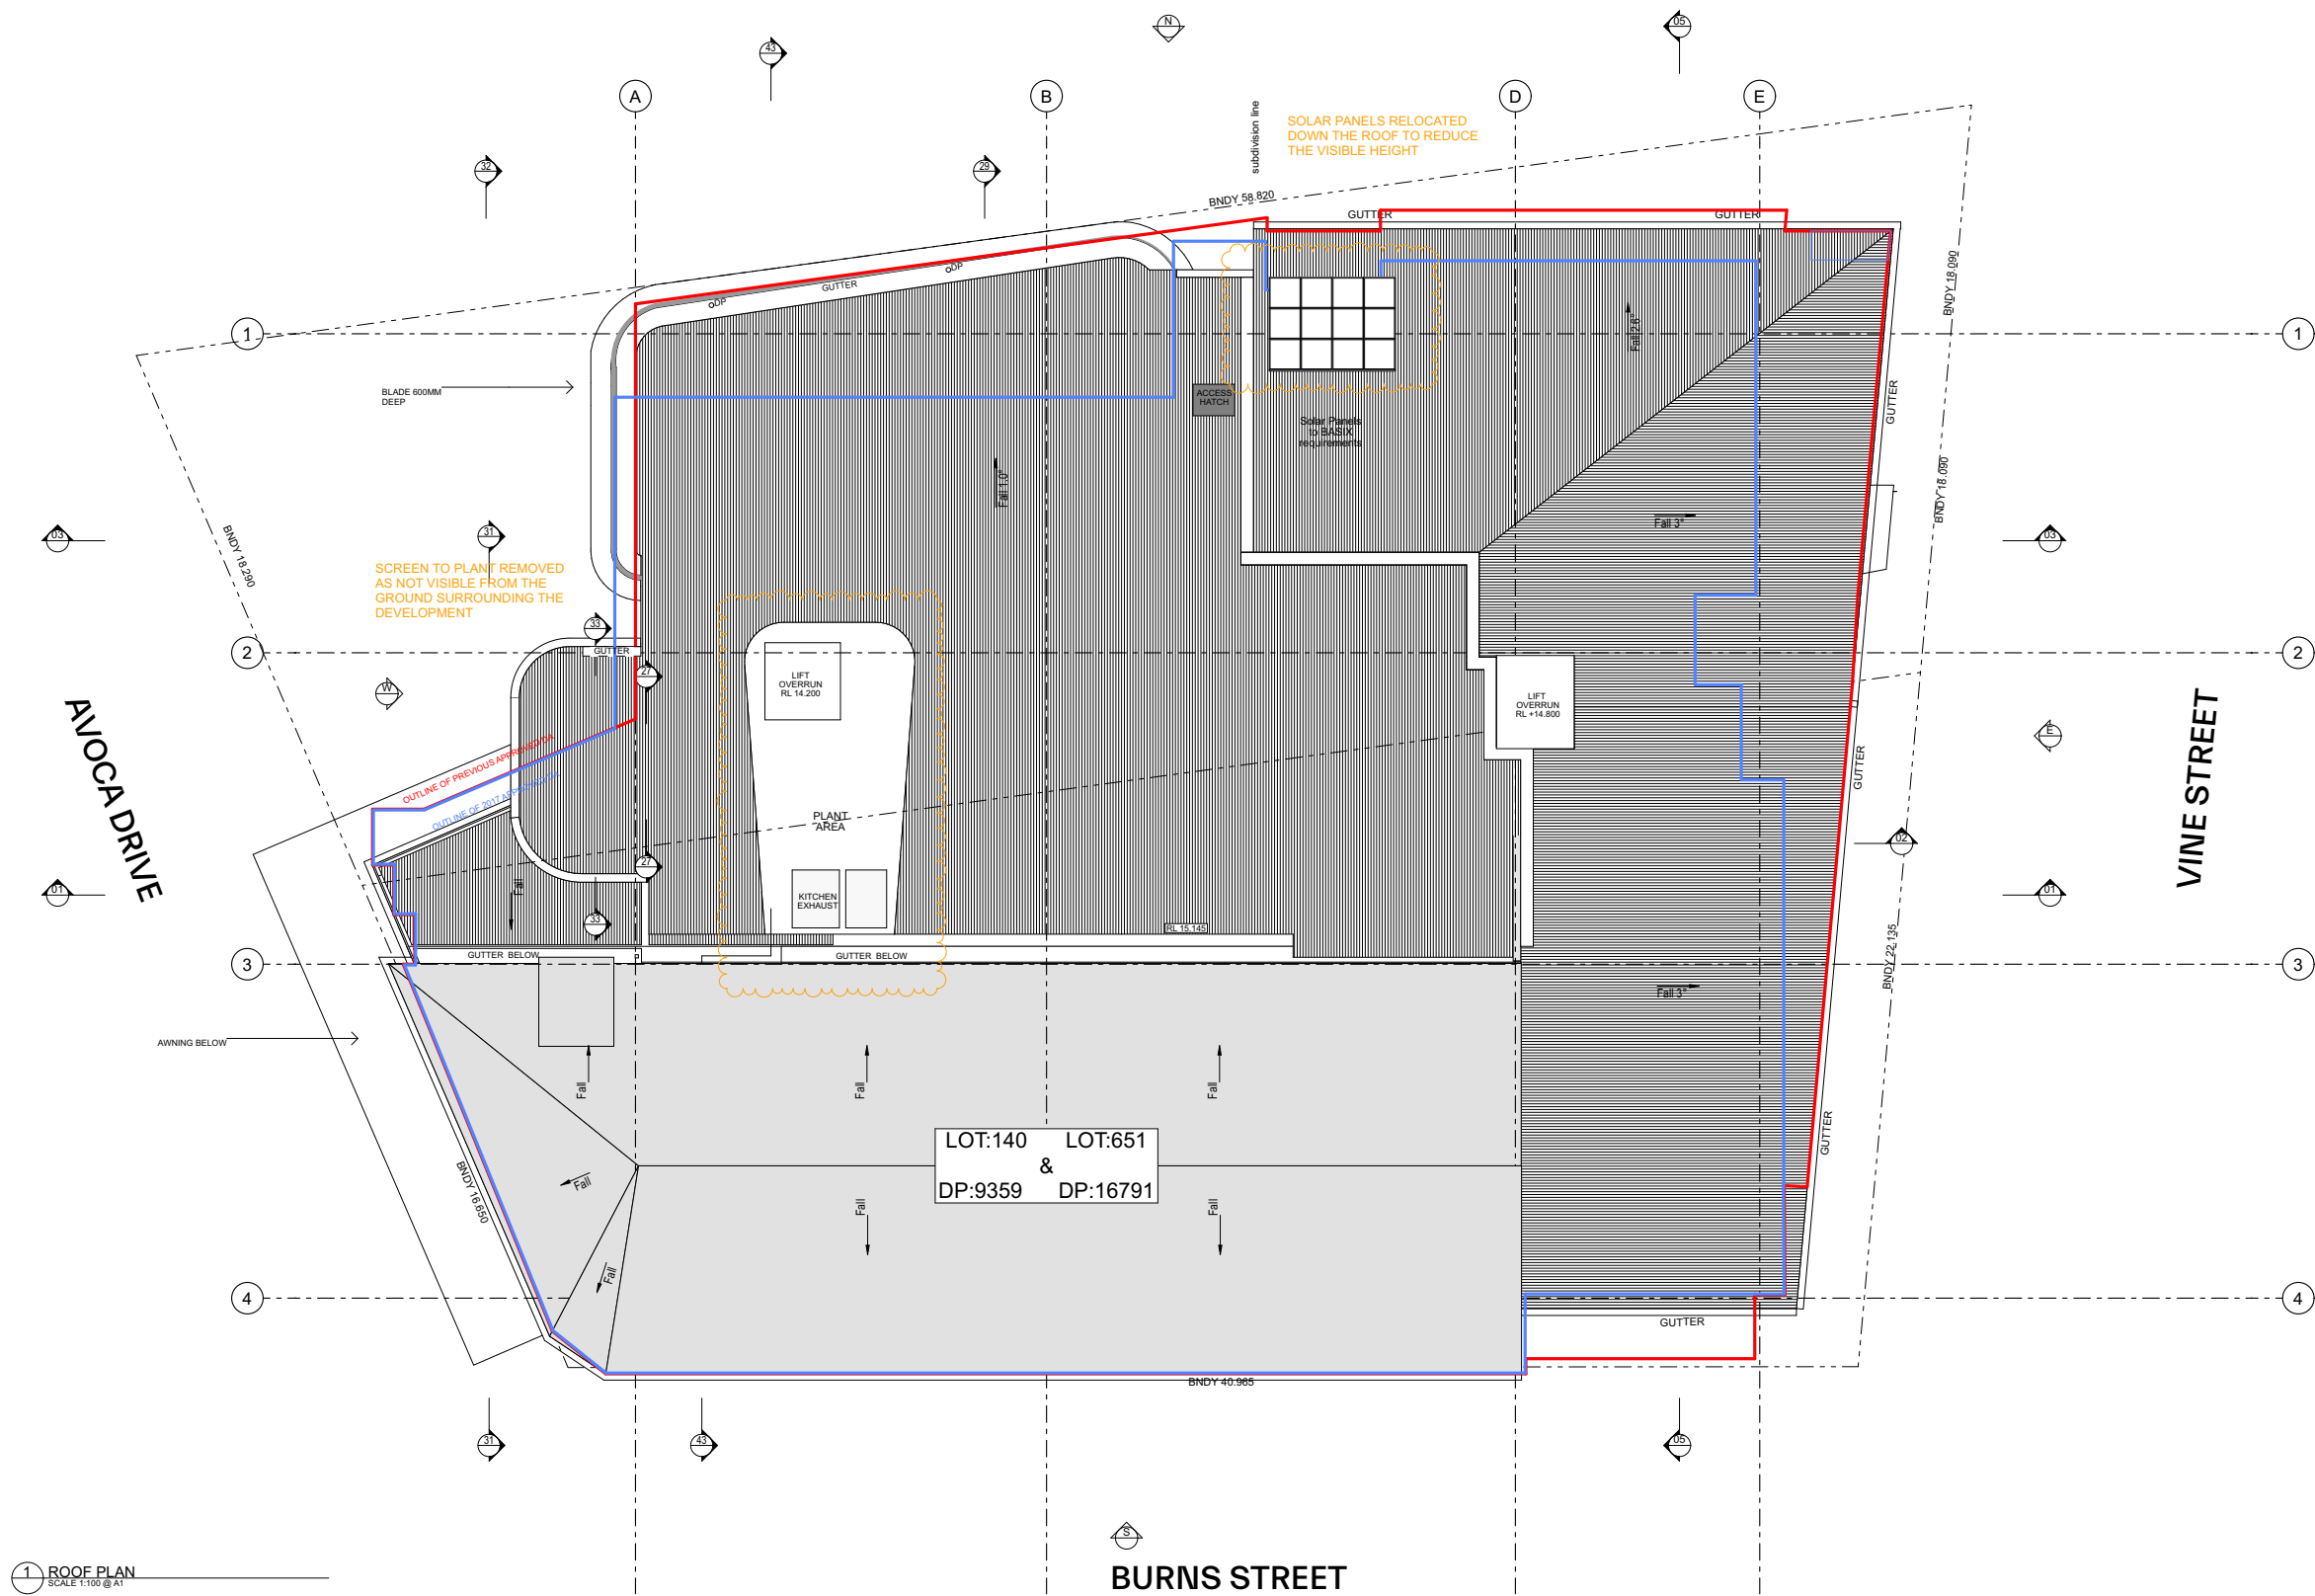 N
05
43
A
B
D
E
subdivision line
SOLAR PANELS RELOCATED
DOWN THE ROOF TO REDUCE
THE VISIBLE HEIGHT
32
29
BNDY 58.820
GUTTER
GUTTER
BNDY 18.090
DP
DP
GUTTER
1
1
Fall 2.6°
BLADE 600MM
DEEP
ACCESS
HATCH
GUTTER
Solar Panels
to BASIX
requirements
Fall 1.0°
BNDY 18.090
03
BNDY 18.290
31
Fall 3°
03
SCREEN TO PLANT REMOVED
AS NOT VISIBLE FROM THE
GROUND SURROUNDING THE
DEVELOPMENT
33
2
GUTTER
2
27
W
LIFT
OVERRUN
RL 14.200
LIFT
OVERRUN
RL +14.800
E
AVOCA DRIVE
VINE STREET
OUTLINE OF PREVIOUS APPROVED DA
OUTLINE OF 2017
GUTTER
PLANT
AREA
02
27
01
Fall
KITCHEN
EXHAUST
01
33
RL 15.145
BNDY 22.135
GUTTER BELOW
GUTTER BELOW
3
3
Fall 3°
AWNING BELOW
Fall
Fall
Fall
GUTTER
LOT:140 LOT:651
&
DP:9359 DP:16791
BNDY 16.650
Fall
Fall
Fall
Fall
4
4
GUTTER
BNDY 40.965
31
43
05
S
BURNS STREET
1
ROOF PLAN
SCALE 1:100 @ A1